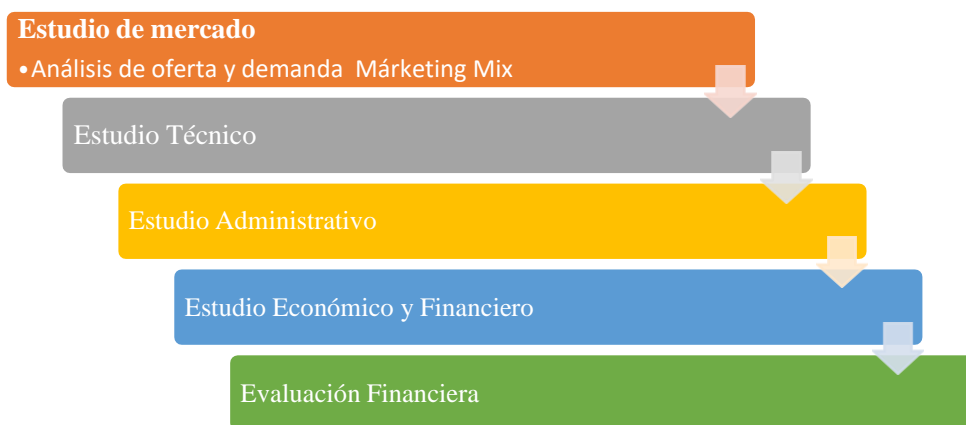 Estudio de mercado
•Análisis de oferta y demanda Márketing Mix
Estudio Técnico
Estudio Administrativo
Estudio Económico y Financiero
Evaluación Financiera